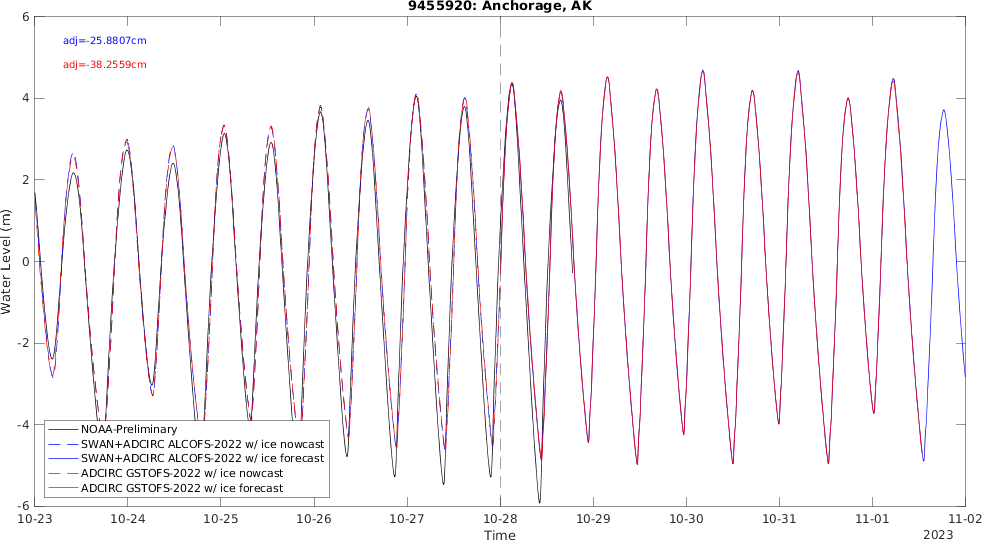 9455920: Anchorage, AK
6
adj=-25.8807cm
adj=-38.2559cm
4
2
0
-2
-4
-6
Water Level (m)
NOAA-Preliminary
SWAN+ADCIRC ALCOFS-2022 w/ ice nowcast
SWAN+ADCIRC ALCOFS-2022 w/ ice forecast
ADCIRC GSTOFS-2022 w/ ice nowcast
ADCIRC GSTOFS-2022 w/ ice forecast
10-23 10-24 10-25 10-26 10-27 10-28 10-29 10-30 10-31 11-01 11-02
Time
2023